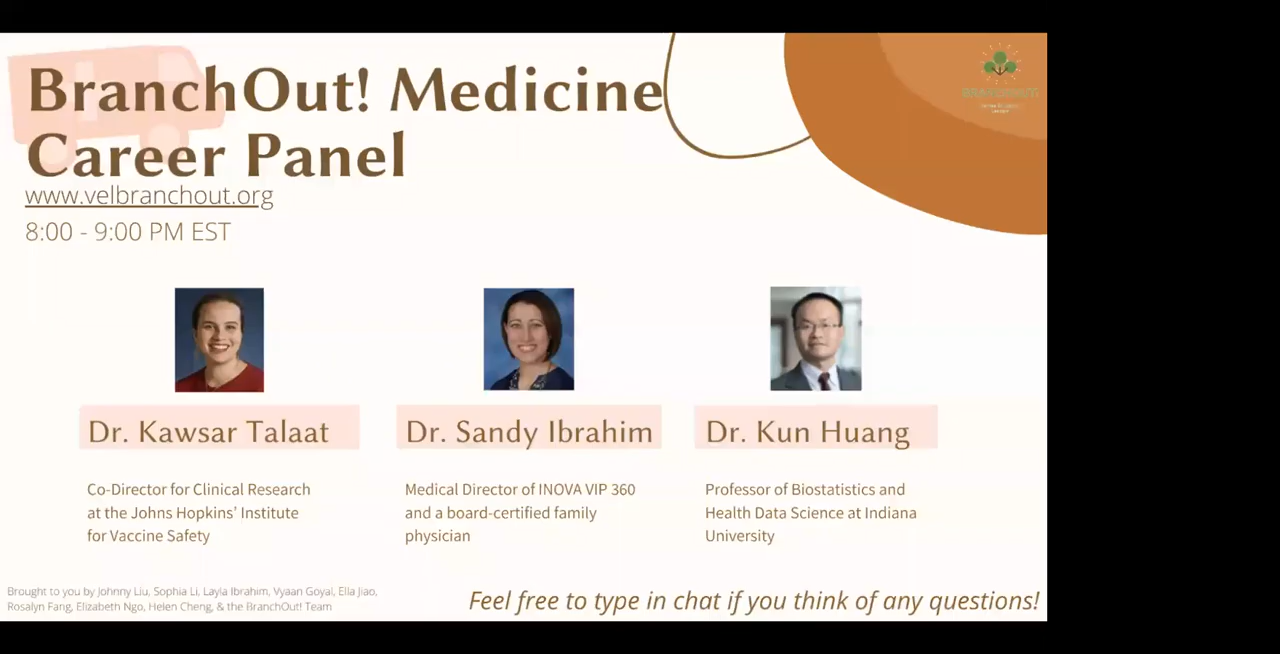 BranchOut! Medicine
Career Panel
www.velbranchout.org
8:00 - 9:00 PM EST
Dr. Kawsar Talaat
Dr. Sandy Ibrahim
Dr. Kun Huang
Co-Director for Clinical Research
at the Johns Hopkins' Institute
for Vaccine Safety
Medical Director of INOVA VIP 360
and a board-certified family
physician
Professor of Biostatistics and
Health Data Science at Indiana
University
Brought to you by Johnny Liu, Sophia Li, Layla Ibrahim, Vyaan Goyal, Ella Jiao,
Rosalyn Fang, Elizabeth Ngo, Helen Cheng, & the BranchOut! Team
Feel free to type in chat if you think of any questions!